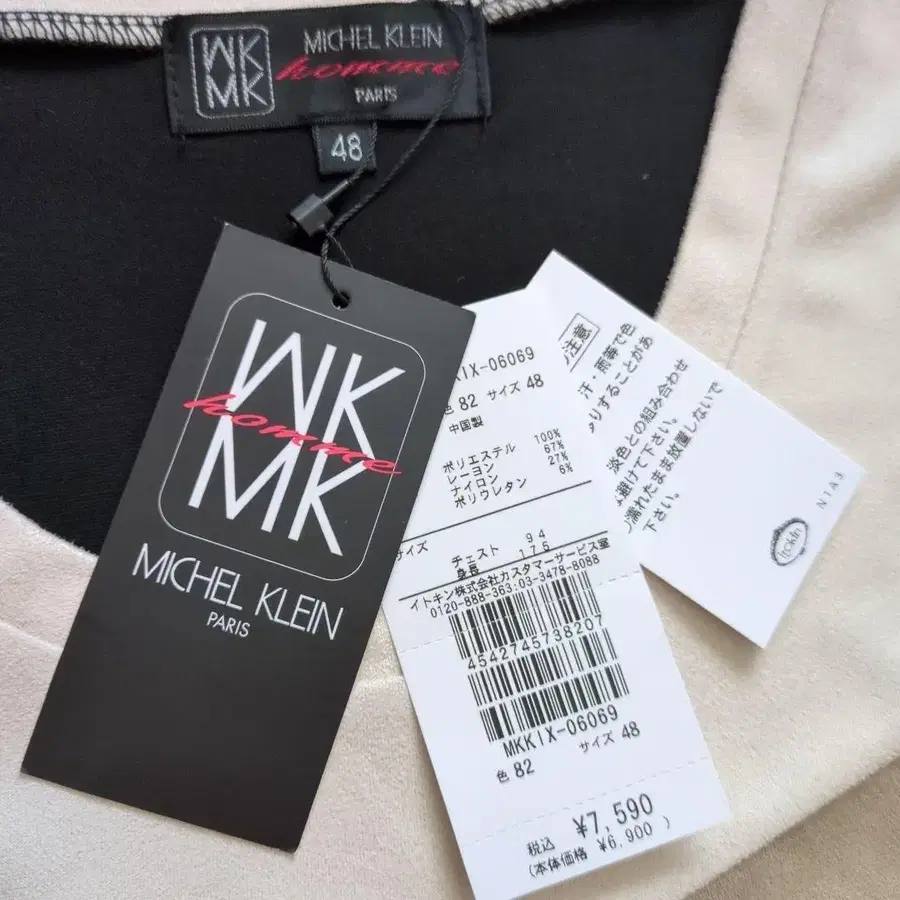 MK
MK
MICHEL KLEIN
homme
PARIS
48
MK
homme
MK
MICHEL KLEIN
PARIS
KIX-06069
色 82 サイズ 48
中国製
100%
ポリエステル 67%
レーヨン 27%
ナイロン 6%
ポリウレタン
サイズ
チェスト 94
身長 175
イトキン株式会社カスタマーサービス室
0120-888-363:03-3478-8088
4542745738207
MKKIX-06069
色 82 サイズ 48
税込 ¥7,590
(本体価格 ¥6,900 )
注意
汗・雨等で色
りすることがあ
淡色との組み合わせ
避けて下さい。
濡れたまま放置しないで
下さい。
itokin
N1A3